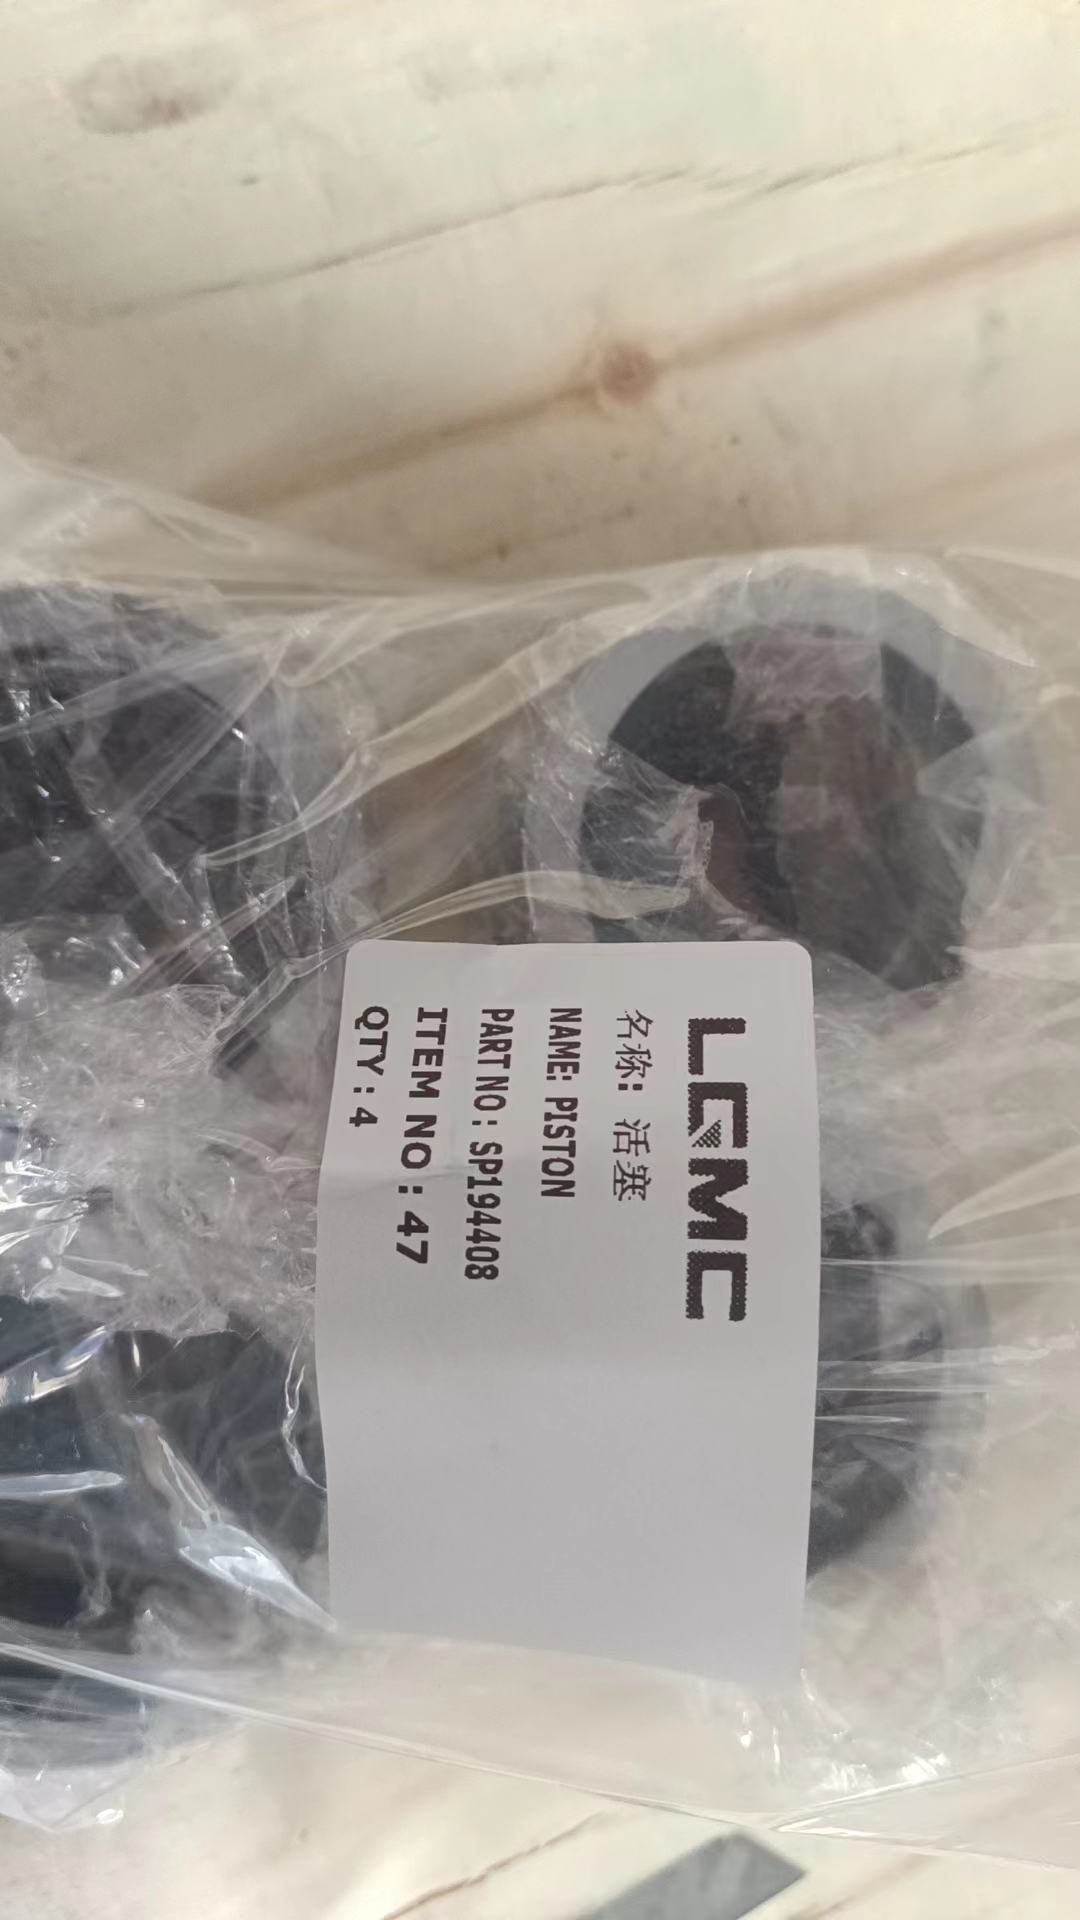 LGMC
名称: 活塞
NAME: PISTON
PART NO : SP194408
ITEM NO : 47
QTY : 4